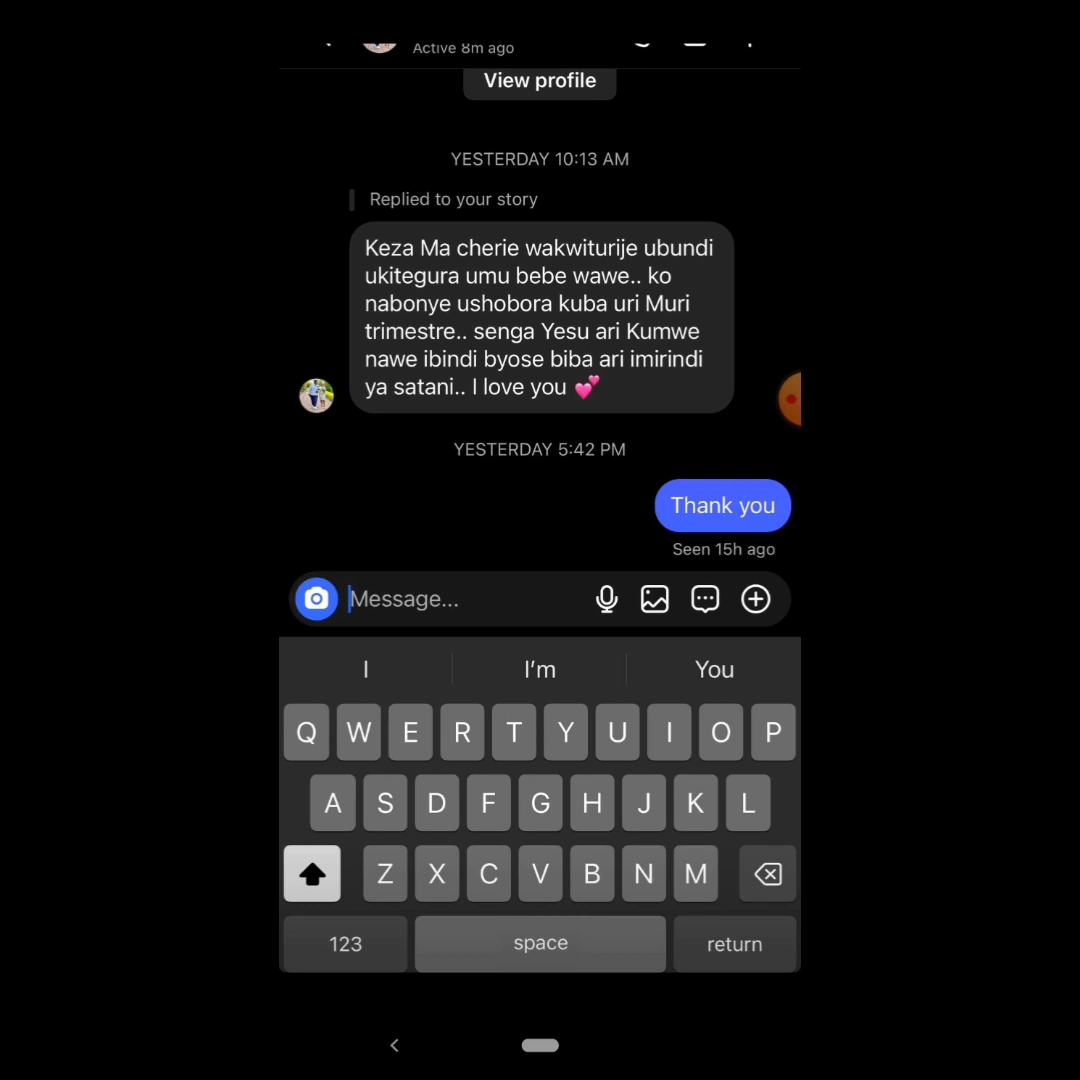 Active 8m ago
View profile
YESTERDAY 10:13 AM
Replied to your story
Keza Ma cherie wakwiturije ubundi
ukitegura umu bebe wawe.. ko
nabonye ushobora kuba uri Muri
trimestre.. senga Yesu ari Kumwe
nawe ibindi byose biba ari imirindi
ya satani.. I love you 💕
YESTERDAY 5:42 PM
Thank you
Seen 15h ago
Message...
I I'm You
Q W E R T Y U I O P
A S D F G H J K L
Z X C V B N M
123 space return